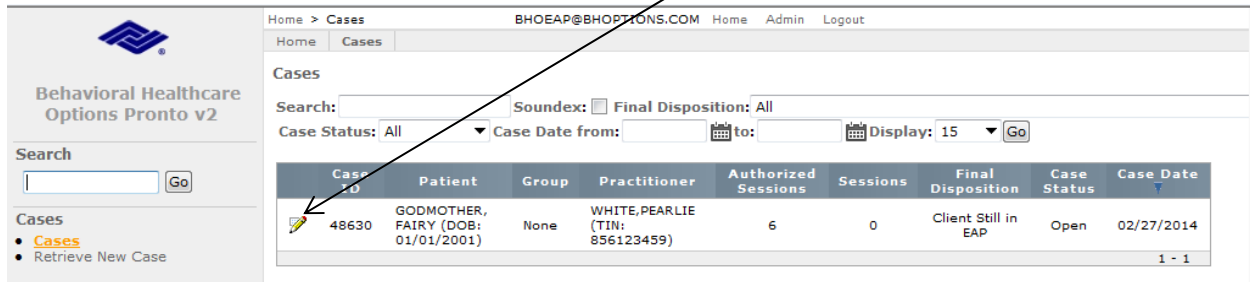 Home > Cases BHOEAP@BHOPTIONS.COM Home Admin Logout
Home Cases
Behavioral Healthcare
Options Pronto v2
Search
Go
Cases
• Cases
• Retrieve New Case
Cases
Search: Soundex: Final Disposition: All
Case Status: All Case Date from: to: Display: 15 Go
Case ID Patient Group Practitioner Authorized Sessions Sessions Final Disposition Case Status Case Date
48630 GODMOTHER, FAIRY (DOB: 01/01/2001) None WHITE,PEARLIE (TIN: 856123459) 6 0 Client Still in EAP Open 02/27/2014
1 - 1